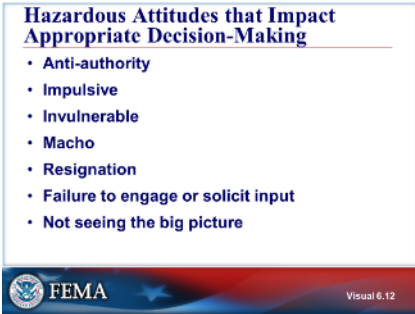 Hazardous Attitudes that Impact
Appropriate Decision-Making
• Anti-authority
• Impulsive
• Invulnerable
• Macho
• Resignation
• Failure to engage or solicit input
• Not seeing the big picture
FEMA
Visual 6.12